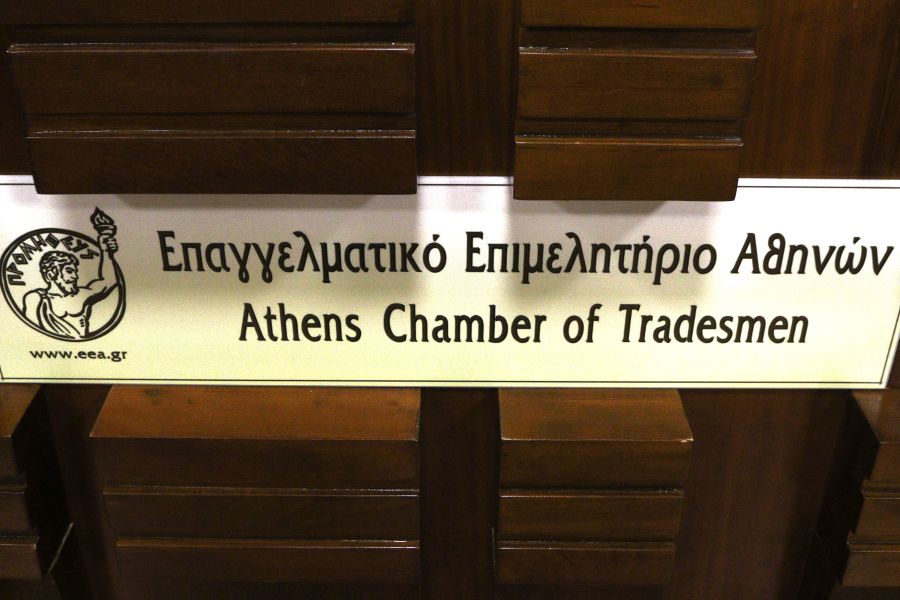 ΠΡΟΜΗΘΕΥΣ
Επαγγελματικό Επιμελητήριο Αθηνών
Athens Chamber of Tradesmen
www.eea.gr